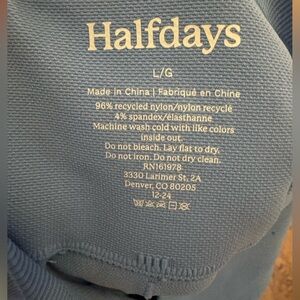 Halfdays
L/G
Made in China | Fabriqué en Chine
96% recycled nylon/nylon recyclé
4% spandex/élasthanne
Machine wash cold with like colors
inside out.
Do not bleach. Lay flat to dry.
Do not iron. Do not dry clean.
RN161978
3330 Larimer St, 2A
Denver, CO 80205
12-24